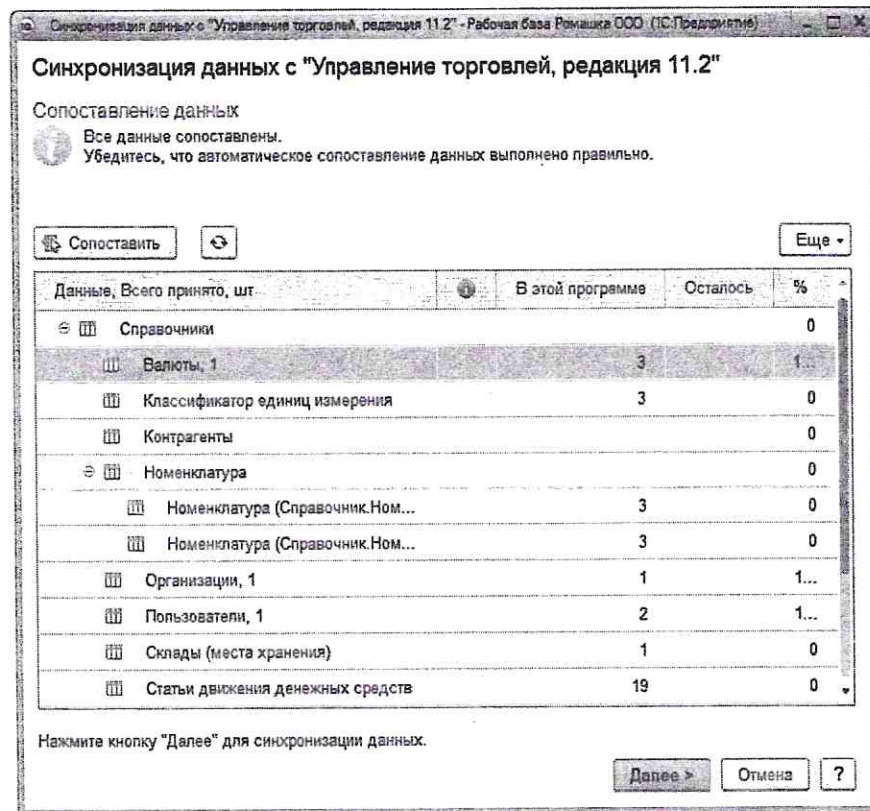 Синхронизация данных с "Управление торговлей, редакция 11.2" - Рабочая база Ромашка ООО (1С:Предприятие)
Синхронизация данных с "Управление торговлей, редакция 11.2"
Сопоставление данных
Все данные сопоставлены.
Убедитесь, что автоматическое сопоставление данных выполнено правильно.
Сопоставить Еще
Данные, Всего принято, шт В этой программе Осталось %
Справочники 0
Валюты, 1 3 1...
Классификатор единиц измерения 3 0
Контрагенты 0
Номенклатура 0
Номенклатура (Справочник.Ном... 3 0
Номенклатура (Справочник.Ном... 3 0
Организации, 1 1 1...
Пользователи, 1 2 1...
Склады (места хранения) 1 0
Статьи движения денежных средств 19 0
Нажмите кнопку "Далее" для синхронизации данных.
Далее > Отмена ?